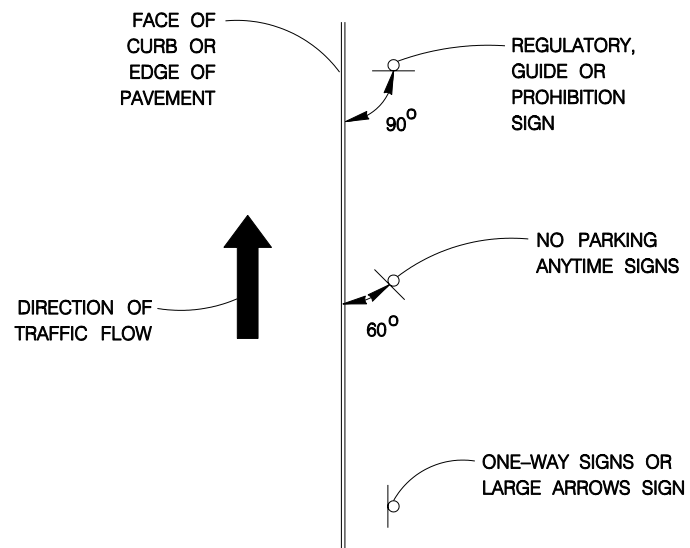 FACE OF
CURB OR
EDGE OF
PAVEMENT
REGULATORY,
GUIDE OR
PROHIBITION
SIGN
90°
NO PARKING
ANYTIME SIGNS
DIRECTION OF
TRAFFIC FLOW
60°
ONE–WAY SIGNS OR
LARGE ARROWS SIGN